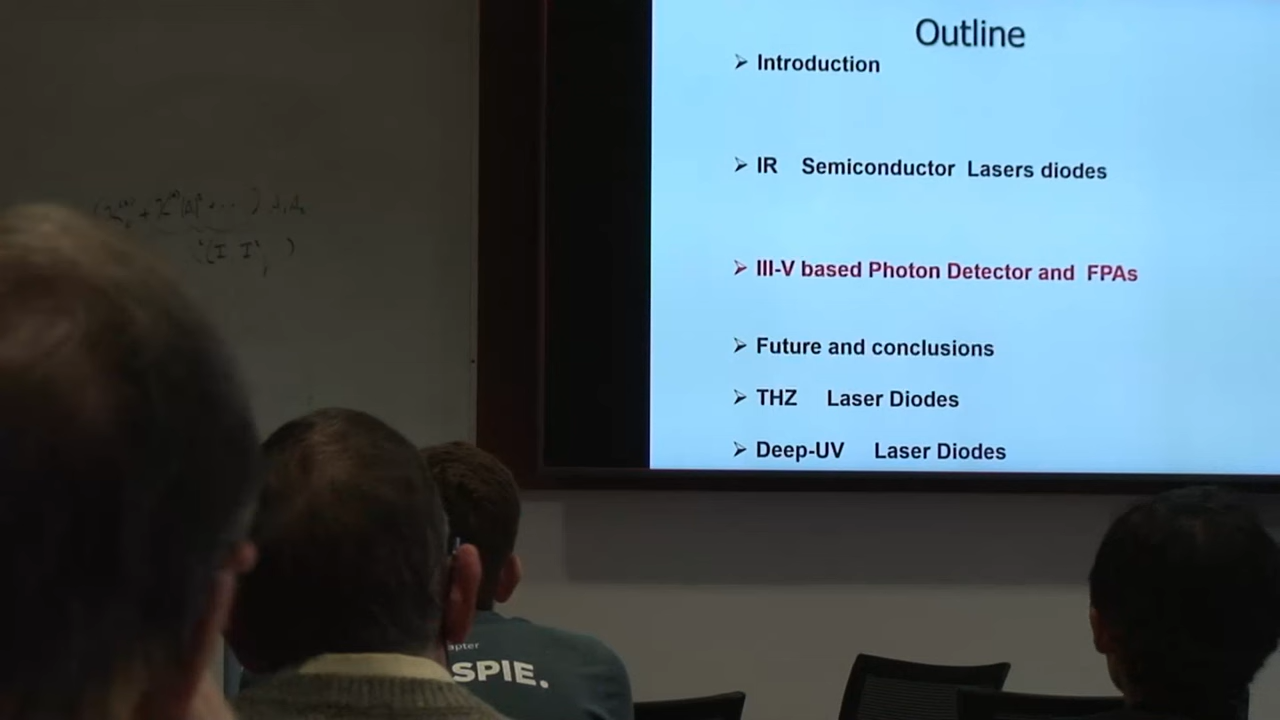 Outline
➢ Introduction
➢ IR Semiconductor Lasers diodes
➢ III-V based Photon Detector and FPAs
➢ Future and conclusions
➢ THZ Laser Diodes
➢ Deep-UV Laser Diodes
apter
SPIE.